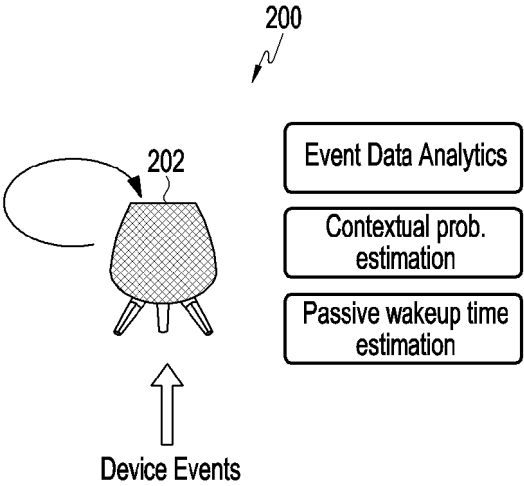 200
202
Event Data Analytics
Contextual prob.
estimation
Passive wakeup time
estimation
Device Events